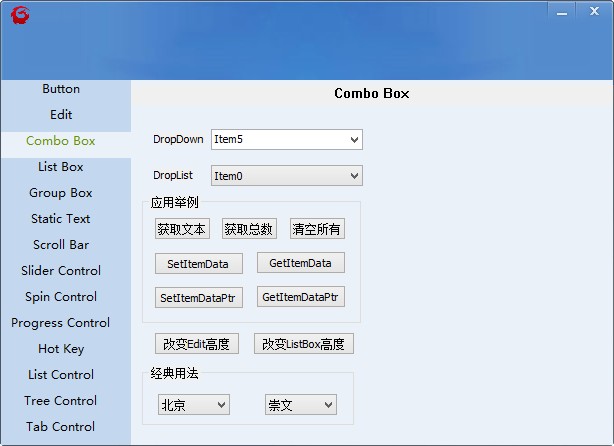 Combo Box
Button
Edit
Combo Box
List Box
Group Box
Static Text
Scroll Bar
Slider Control
Spin Control
Progress Control
Hot Key
List Control
Tree Control
Tab Control
DropDown Item5
DropList Item0
应用举例
获取文本 获取总数 清空所有
SetItemData GetItemData
SetItemDataPtr GetItemDataPtr
改变Edit高度 改变ListBox高度
经典用法
北京 崇文